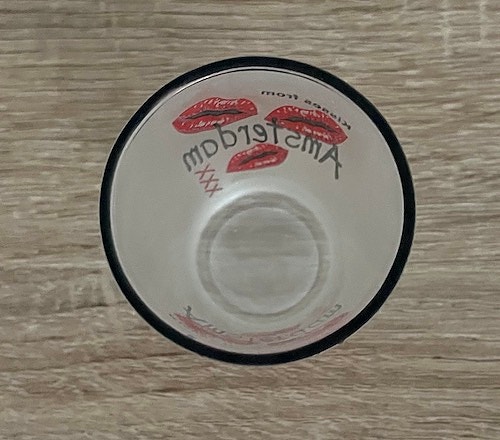 Kisses from
Amsterdam
XXX